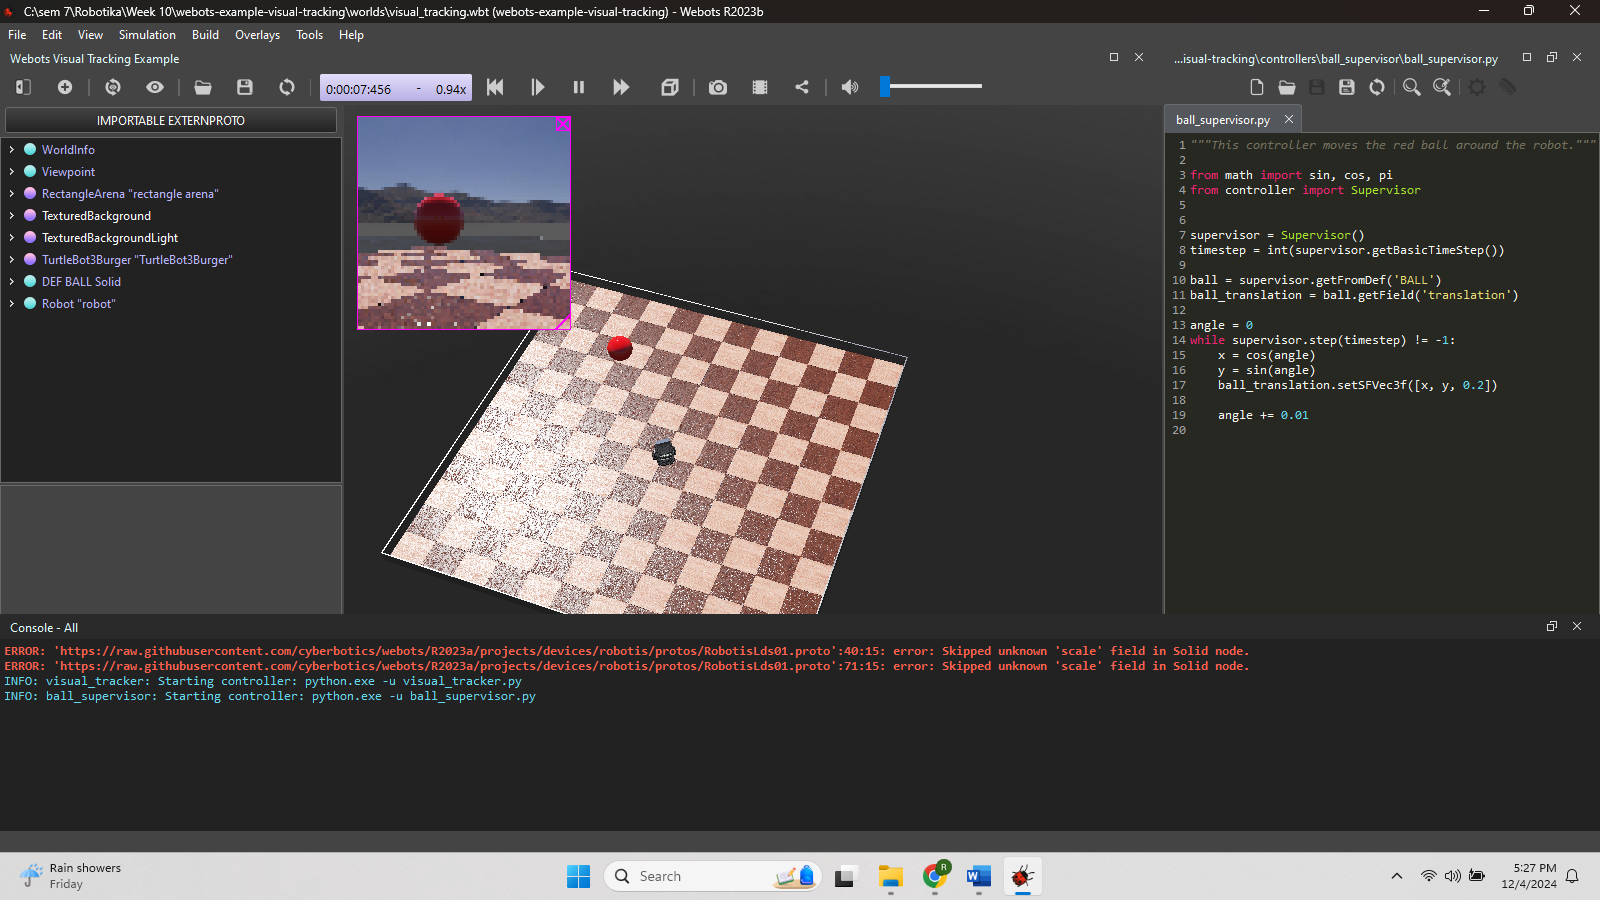 C:\sem 7\Robotika\Week 10\webots-example-visual-tracking\worlds\visual_tracking.wbt (webots-example-visual-tracking) - Webots R2023b
File Edit View Simulation Build Overlays Tools Help
Webots Visual Tracking Example
0:00:07:456 - 0.94x
IMPORTABLE EXTERNPROTO
WorldInfo
Viewpoint
RectangleArena "rectangle arena"
TexturedBackground
TexturedBackgroundLight
TurtleBot3Burger "TurtleBot3Burger"
DEF BALL Solid
Robot "robot"
...isual-tracking\controllers\ball_supervisor\ball_supervisor.py
ball_supervisor.py
1 """This controller moves the red ball around the robot."""
2
3 from math import sin, cos, pi
4 from controller import Supervisor
5
6
7 supervisor = Supervisor()
8 timestep = int(supervisor.getBasicTimeStep())
9
10 ball = supervisor.getFromDef('BALL')
11 ball_translation = ball.getField('translation')
12
13 angle = 0
14 while supervisor.step(timestep) != -1:
15     x = cos(angle)
16     y = sin(angle)
17     ball_translation.setSFVec3f([x, y, 0.2])
18
19     angle += 0.01
20
Console - All
ERROR: 'https://raw.githubusercontent.com/cyberbotics/webots/R2023a/projects/devices/robotis/protos/RobotisLds01.proto':40:15: error: Skipped unknown 'scale' field in Solid node.
ERROR: 'https://raw.githubusercontent.com/cyberbotics/webots/R2023a/projects/devices/robotis/protos/RobotisLds01.proto':71:15: error: Skipped unknown 'scale' field in Solid node.
INFO: visual_tracker: Starting controller: python.exe -u visual_tracker.py
INFO: ball_supervisor: Starting controller: python.exe -u ball_supervisor.py
Rain showers
Friday
Search
R
W
5:27 PM
12/4/2024